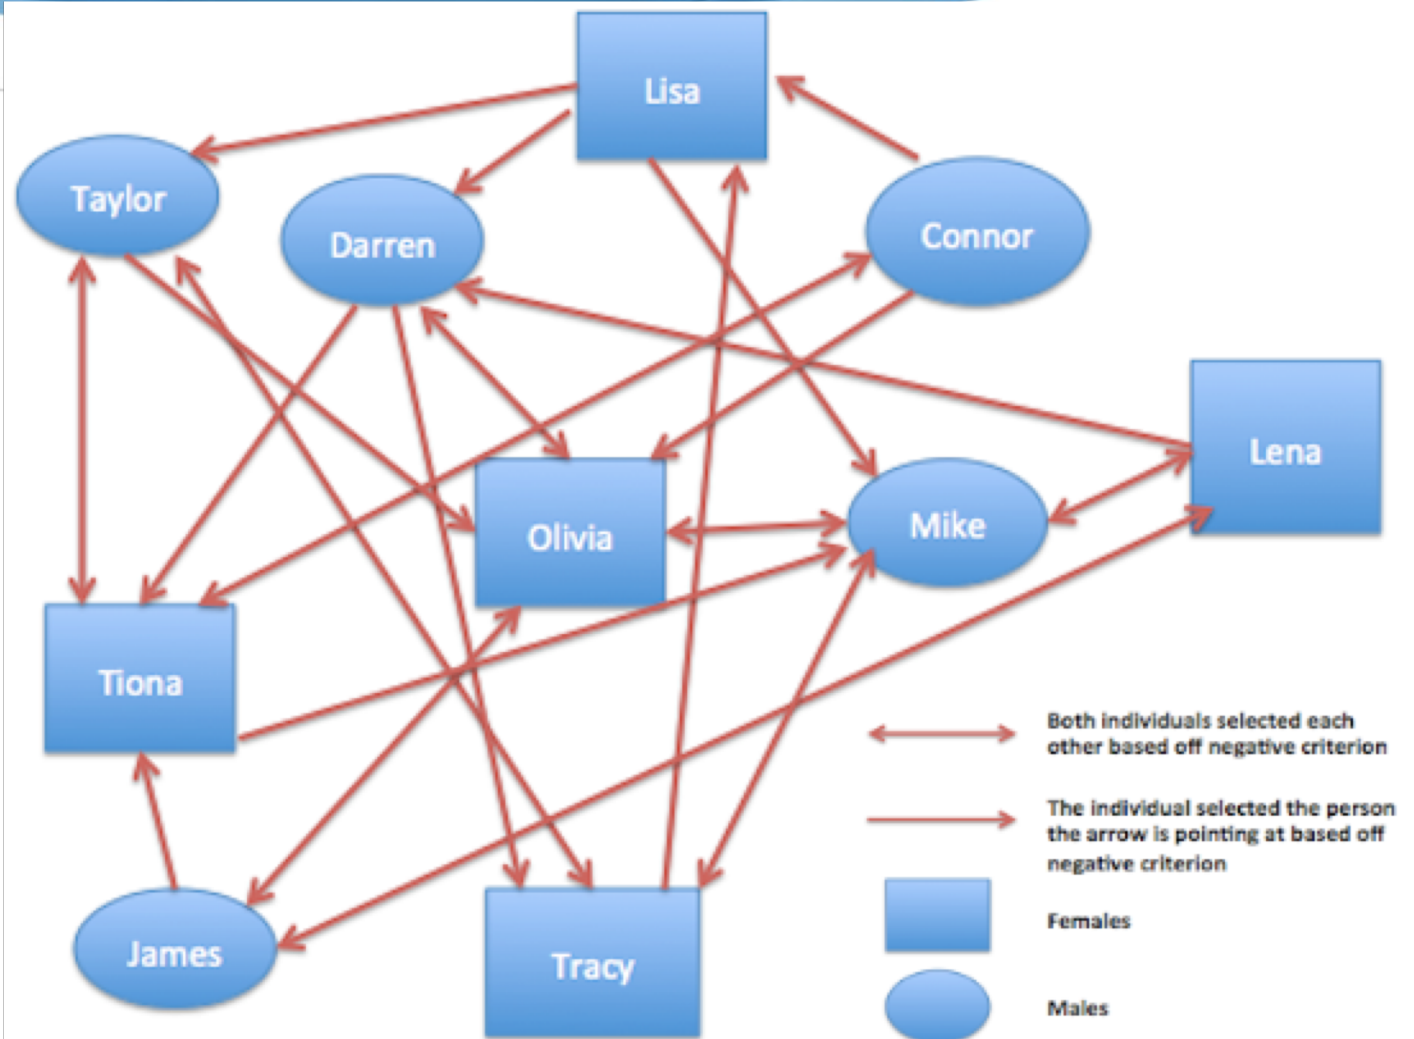 Lisa
Taylor
Darren
Connor
Lena
Olivia
Mike
Tiona
James
Tracy
Both individuals selected each
other based off negative criterion
The individual selected the person
the arrow is pointing at based off
negative criterion
Females
Males